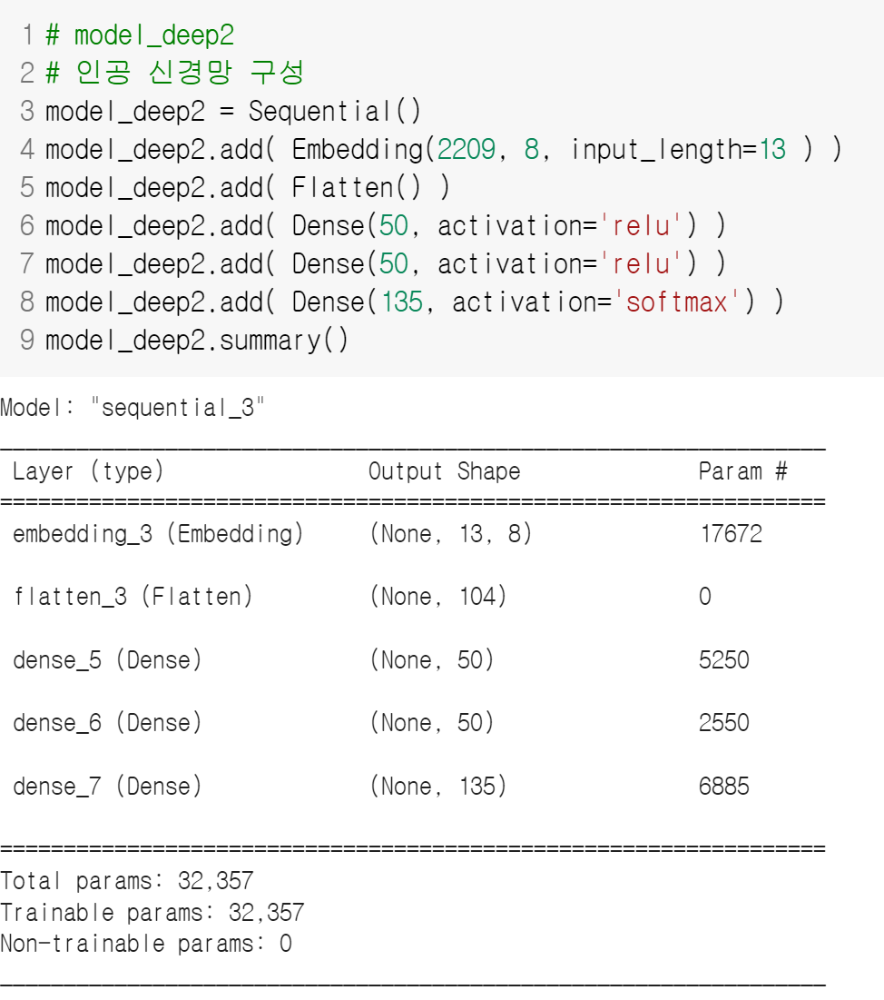 1 # model_deep2
2 # 인공 신경망 구성
3 model_deep2 = Sequential()
4 model_deep2.add( Embedding(2209, 8, input_length=13 ) )
5 model_deep2.add( Flatten() )
6 model_deep2.add( Dense(50, activation='relu') )
7 model_deep2.add( Dense(50, activation='relu') )
8 model_deep2.add( Dense(135, activation='softmax') )
9 model_deep2.summary()
Model: "sequential_3"
_________________________________________________________________
Layer (type) Output Shape Param #
=================================================================
embedding_3 (Embedding) (None, 13, 8) 17672
flatten_3 (Flatten) (None, 104) 0
dense_5 (Dense) (None, 50) 5250
dense_6 (Dense) (None, 50) 2550
dense_7 (Dense) (None, 135) 6885
=================================================================
Total params: 32,357
Trainable params: 32,357
Non-trainable params: 0
_________________________________________________________________